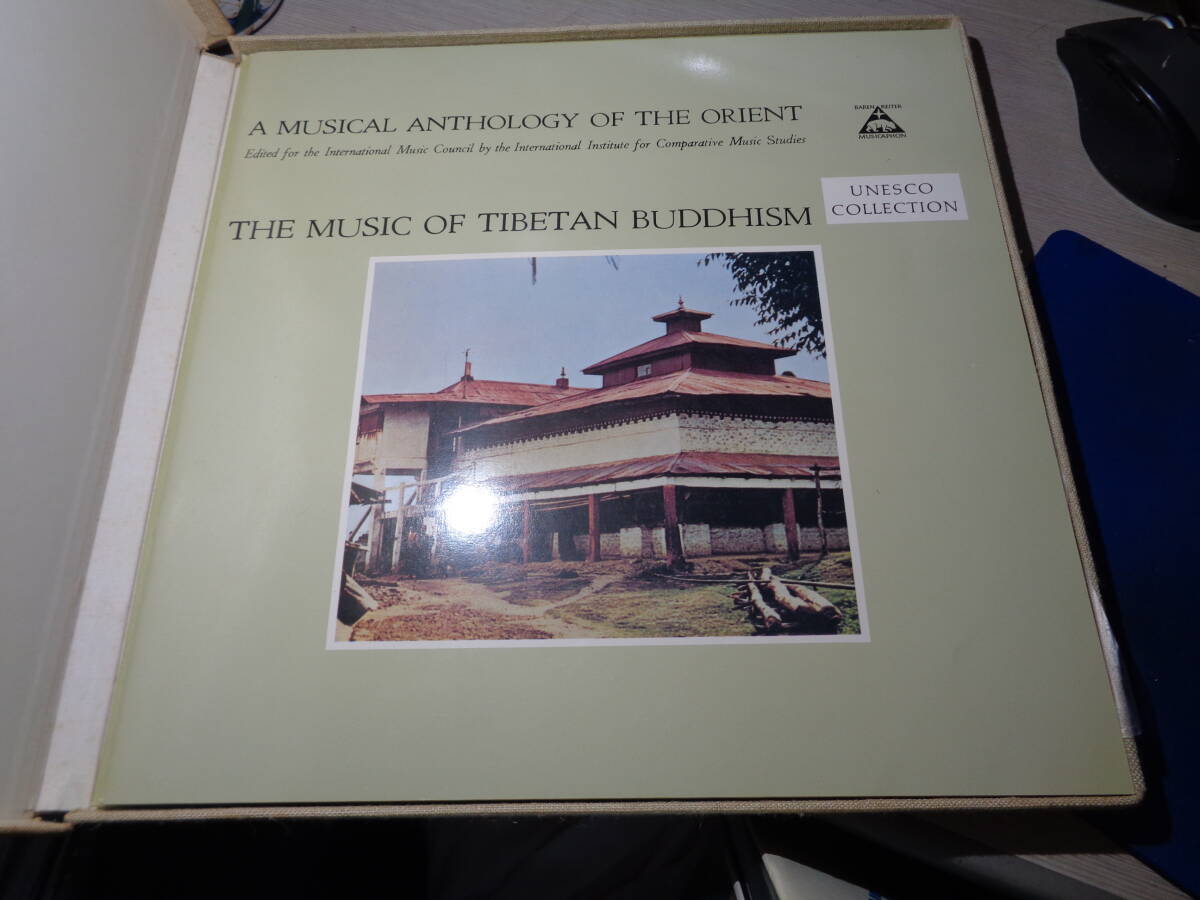 A MUSICAL ANTHOLOGY OF THE ORIENT
Edited for the International Music Council by the International Institute for Comparative Music Studies
BÄRENREITER
MUSICAPHON
UNESCO
COLLECTION
THE MUSIC OF TIBETAN BUDDHISM